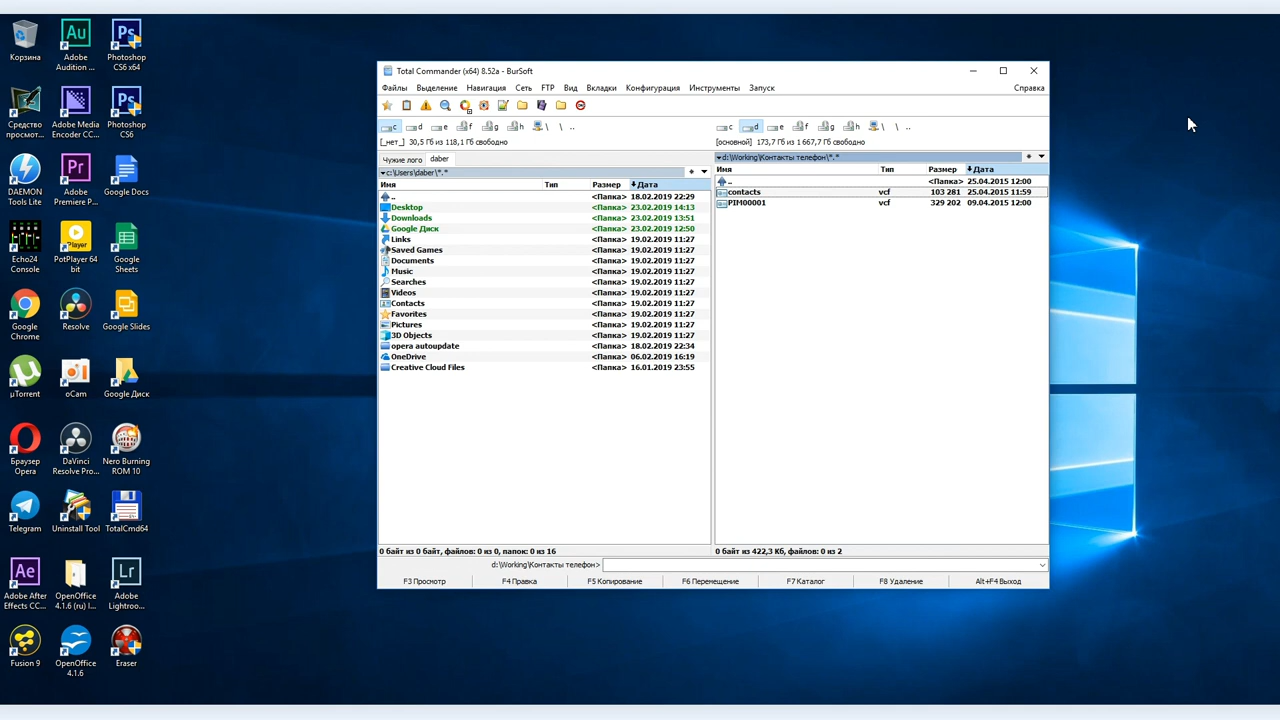 Корзина
Adobe Audition ...
Photoshop CS6 x64
Средство просмот...
Adobe Media Encoder CC...
Photoshop CS6
DAEMON Tools Lite
Adobe Premiere P...
Google Docs
Echo24 Console
PotPlayer 64 bit
Google Sheets
Google Chrome
Resolve
Google Slides
µTorrent
oCam
Google Диск
Браузер Opera
DaVinci Resolve Pro...
Nero Burning ROM 10
Telegram
Uninstall Tool
TotalCmd64
Adobe After Effects CC...
OpenOffice 4.1.6 (ru) I...
Adobe Lightroo...
Fusion 9
OpenOffice 4.1.6
Eraser
Total Commander (x64) 8.52a - BurSoft
Файлы Выделение Навигация Сеть FTP Вид Вкладки Конфигурация Инструменты Запуск Справка
c d e f g h \ \ ..
[_нет_] 30,5 Гб из 118,1 Гб свободно
Чужие лого daber
c:\Users\daber\*.*
Имя Тип Размер Дата
.. <Папка> 18.02.2019 22:29
Desktop <Папка> 23.02.2019 14:13
Downloads <Папка> 23.02.2019 13:51
Google Диск <Папка> 23.02.2019 12:50
Links <Папка> 19.02.2019 11:27
Saved Games <Папка> 19.02.2019 11:27
Documents <Папка> 19.02.2019 11:27
Music <Папка> 19.02.2019 11:27
Searches <Папка> 19.02.2019 11:27
Videos <Папка> 19.02.2019 11:27
Contacts <Папка> 19.02.2019 11:27
Favorites <Папка> 19.02.2019 11:27
Pictures <Папка> 19.02.2019 11:27
3D Objects <Папка> 19.02.2019 11:27
opera autoupdate <Папка> 18.02.2019 22:34
OneDrive <Папка> 06.02.2019 16:19
Creative Cloud Files <Папка> 16.01.2019 23:55
0 байт из 0 байт, файлов: 0 из 0, папок: 0 из 16
c d e f g h \ \ ..
[основной] 173,7 Гб из 1 667,7 Гб свободно
d:\Working\Контакты телефон\*.*
Имя Тип Размер Дата
.. <Папка> 25.04.2015 12:00
contacts vcf 103 281 25.04.2015 11:59
PIM00001 vcf 329 202 09.04.2015 12:00
0 байт из 422,3 Кб, файлов: 0 из 2
d:\Working\Контакты телефон>
F3 Просмотр F4 Правка F5 Копирование F6 Перемещение F7 Каталог F8 Удаление Alt+F4 Выход